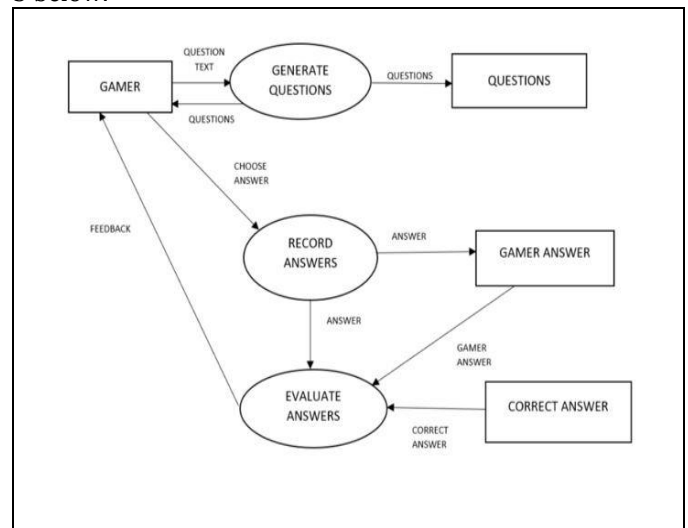 QUESTION
TEXT
GENERATE
QUESTIONS
GAMER
QUESTIONS
QUESTIONS
QUESTIONS
CHOOSE
ANSWER
FEEDBACK
RECORD
ANSWERS
ANSWER
GAMER ANSWER
ANSWER
GAMER
ANSWER
EVALUATE
ANSWERS
CORRECT ANSWER
CORRECT
ANSWER